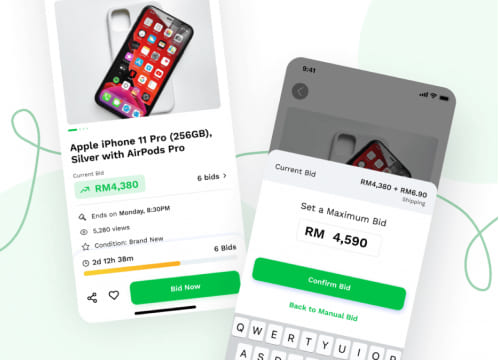 Apple iPhone 11 Pro (256GB),
Silver with AirPods Pro
Current Bid
RM4,380
6 bids
Ends on Monday, 8:30PM
5,280 views
Condition: Brand New
2d 12h 38m
6 Bids
Bid Now
9:41
Current Bid
RM4,380 + RM6.90
Shipping
Set a Maximum Bid
RM 4,590
Confirm Bid
Back to Manual Bid
Q W E R T Y U I O P
A S D